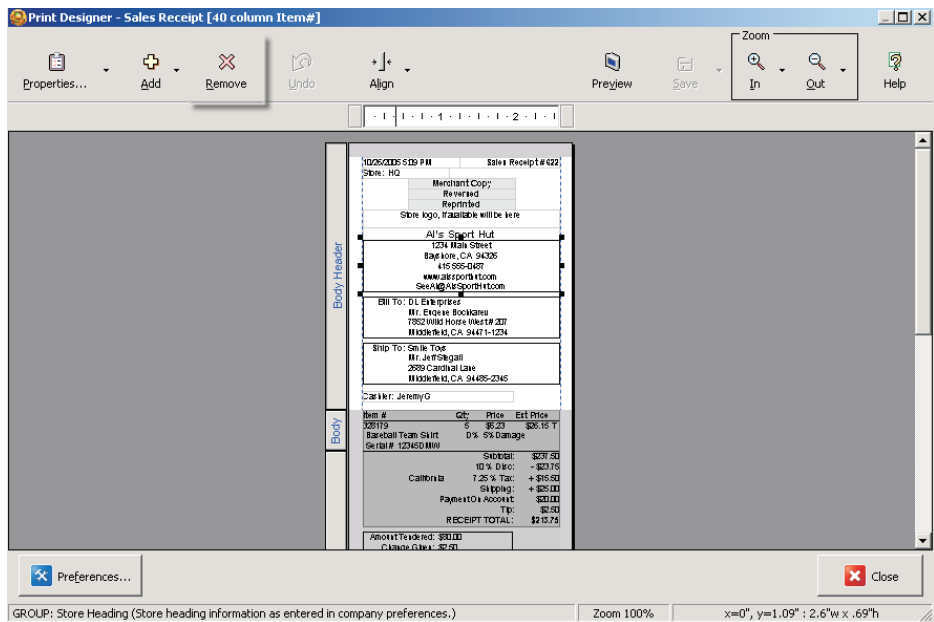 Print Designer - Sales Receipt [40 column Item#]
Properties... Add Remove Undo Align Preview Save Zoom In Out Help
1 2
10/26/2005 5:09 PM Sales Receipt #622
Store: HQ
Merchant Copy
Reversed
Reprinted
Store logo, if available will be here
Al's Sport Hut
1234 Main Street
Bayshore, CA 94326
415 555-0487
www.alssporthut.com
SeeAl@AlsSportHut.com
Body Header
Bill To: DL Enterprises
Mr. Eugene Bochkarev
7852 Wild Horse West # 207
Middlefield, CA 94471-1234
Ship To: Smile Toys
Mr. Jeff Stegall
2689 Cardinal Lane
Middlefield, CA 94485-2345
Cashier: Jeremy G
Body
Item # Qty Price Ext Price
328179 5 $5.23 $26.15 T
Baseball Team Shirt D% 5% Damage
Serial # 12345DMW
Subtotal: $237.50
10 % Disc: - $23.75
California 7.25 % Tax: + $15.50
Shipping: + $25.00
Payment On Account: $20.00
Tip: $2.50
RECEIPT TOTAL: $213.75
Amount Tendered: $80.00
Change Given: $2.50
Preferences... Close
GROUP: Store Heading (Store heading information as entered in company preferences.) Zoom 100% x=0", y=1.09" : 2.6"w x .69"h